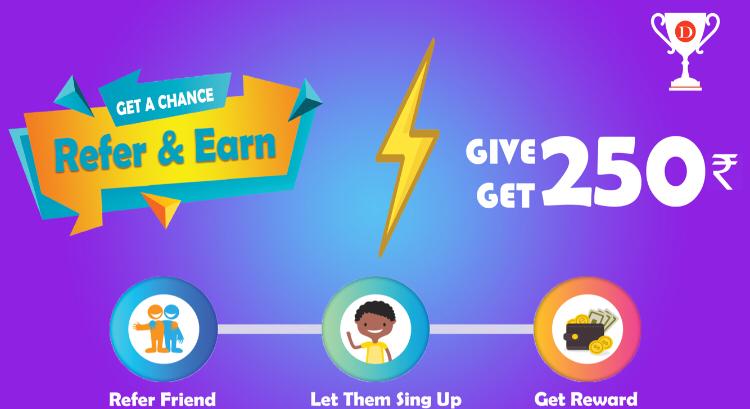 D
GET A CHANCE
Refer & Earn
GIVE
GET
250₹
Refer Friend
Let Them Sing Up
Get Reward